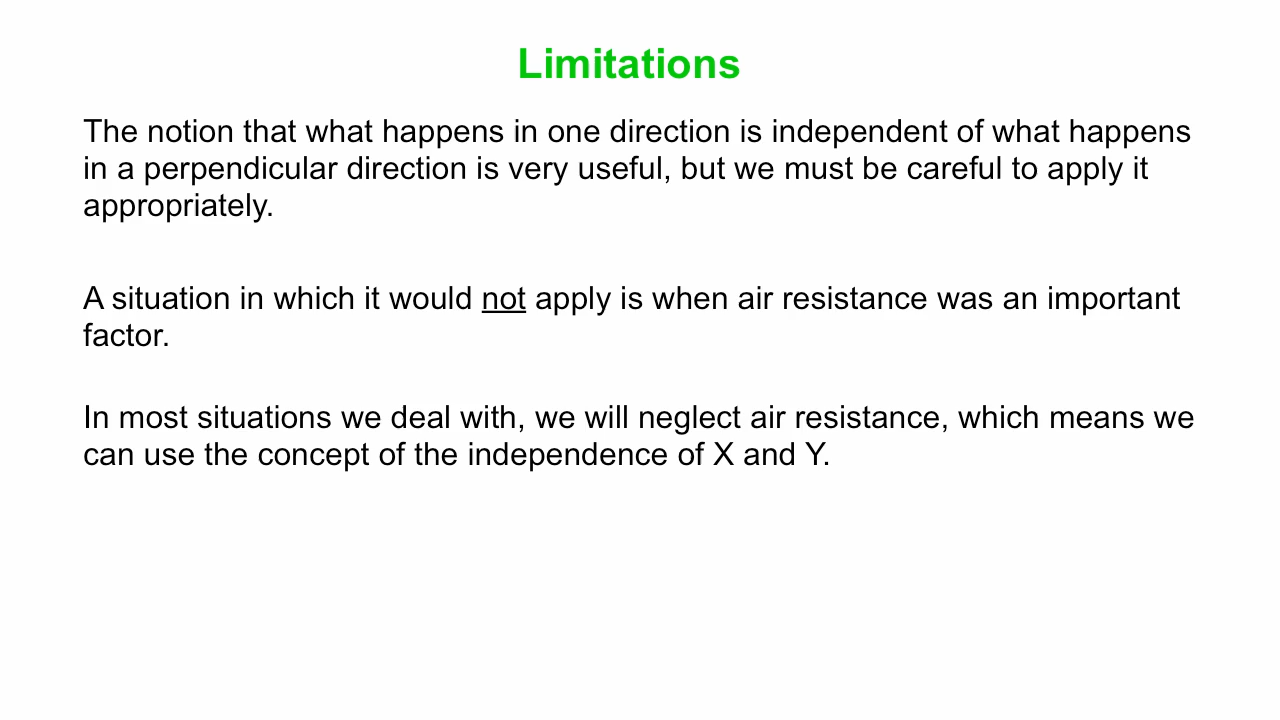 Limitations
The notion that what happens in one direction is independent of what happens
in a perpendicular direction is very useful, but we must be careful to apply it
appropriately.
A situation in which it would not apply is when air resistance was an important
factor.
In most situations we deal with, we will neglect air resistance, which means we
can use the concept of the independence of X and Y.